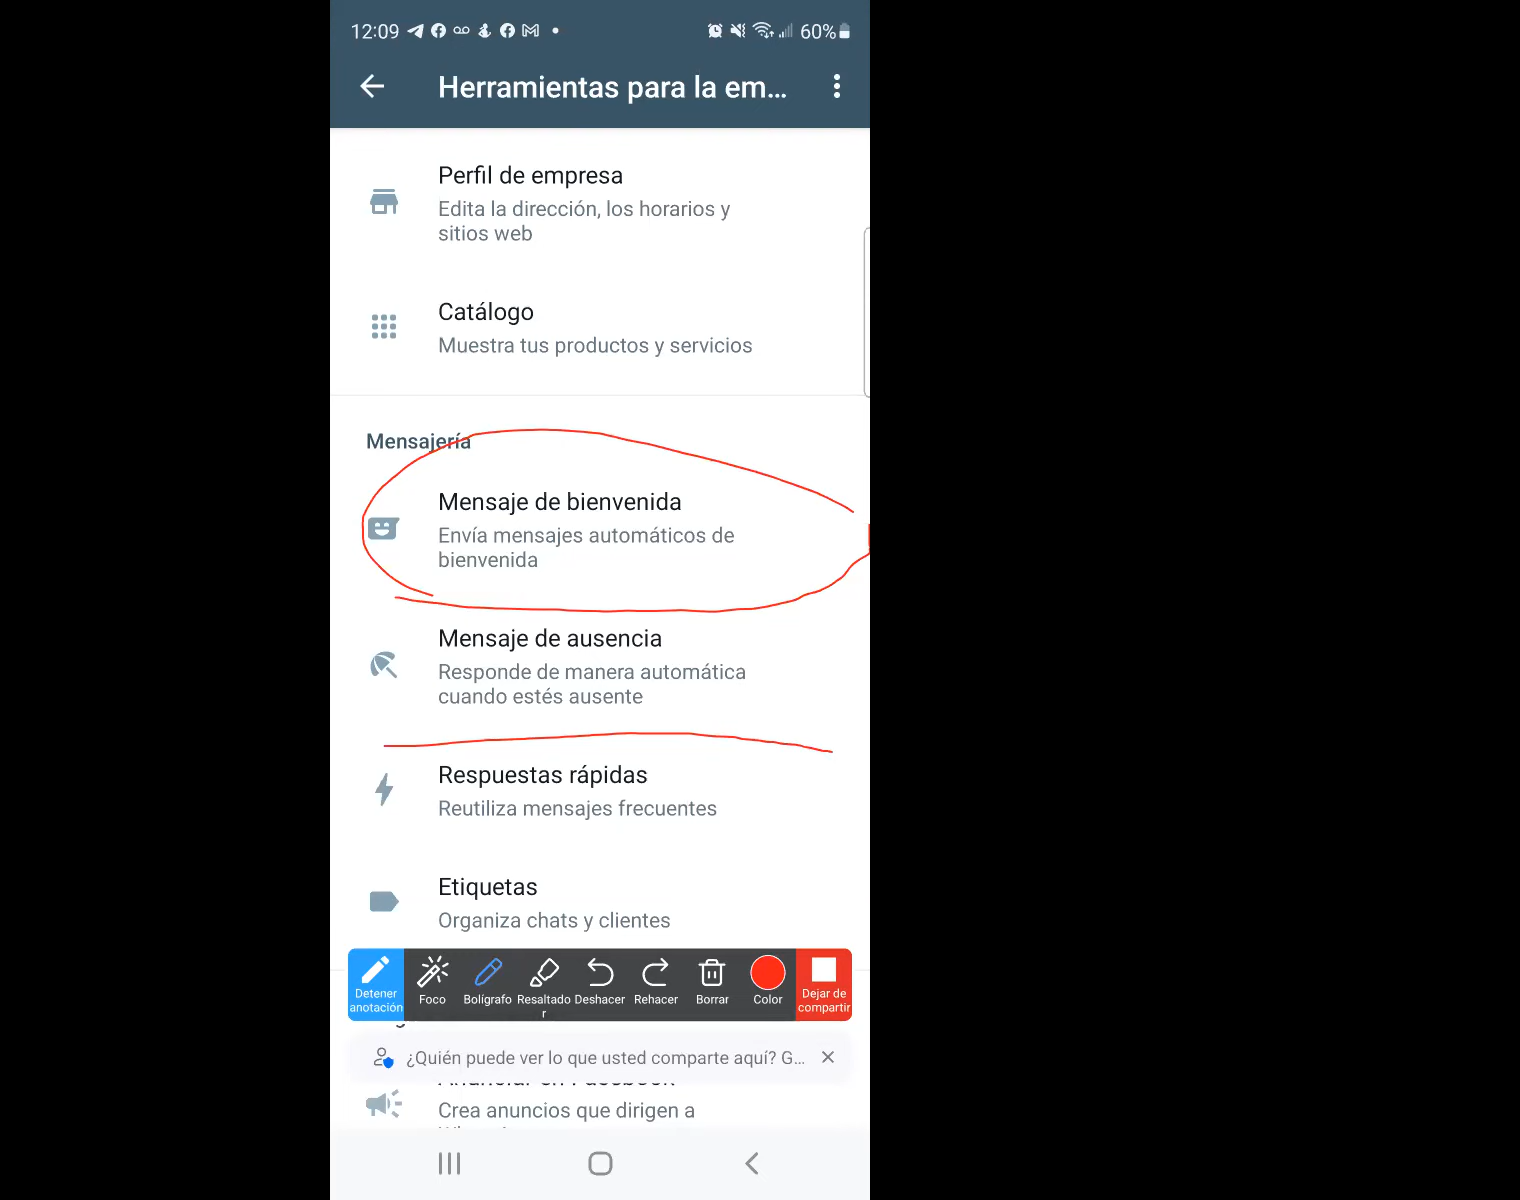 12:09
60%
Herramientas para la em...
Perfil de empresa
Edita la dirección, los horarios y
sitios web
Catálogo
Muestra tus productos y servicios
Mensajería
Mensaje de bienvenida
Envía mensajes automáticos de
bienvenida
Mensaje de ausencia
Responde de manera automática
cuando estés ausente
Respuestas rápidas
Reutiliza mensajes frecuentes
Etiquetas
Organiza chats y clientes
Detener
anotación
Foco
Bolígrafo
Resaltado
r
Deshacer
Rehacer
Borrar
Color
Dejar de
compartir
¿Quién puede ver lo que usted comparte aquí? G...
Crea anuncios que dirigen a